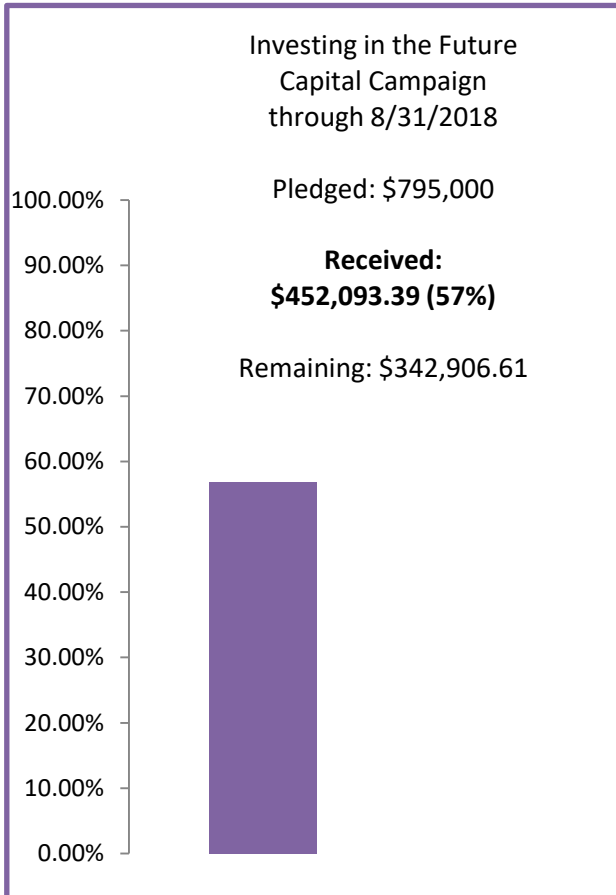 Investing in the Future
Capital Campaign
through 8/31/2018
Pledged: $795,000
Received:
$452,093.39 (57%)
Remaining: $342,906.61
100.00%
90.00%
80.00%
70.00%
60.00%
50.00%
40.00%
30.00%
20.00%
10.00%
0.00%